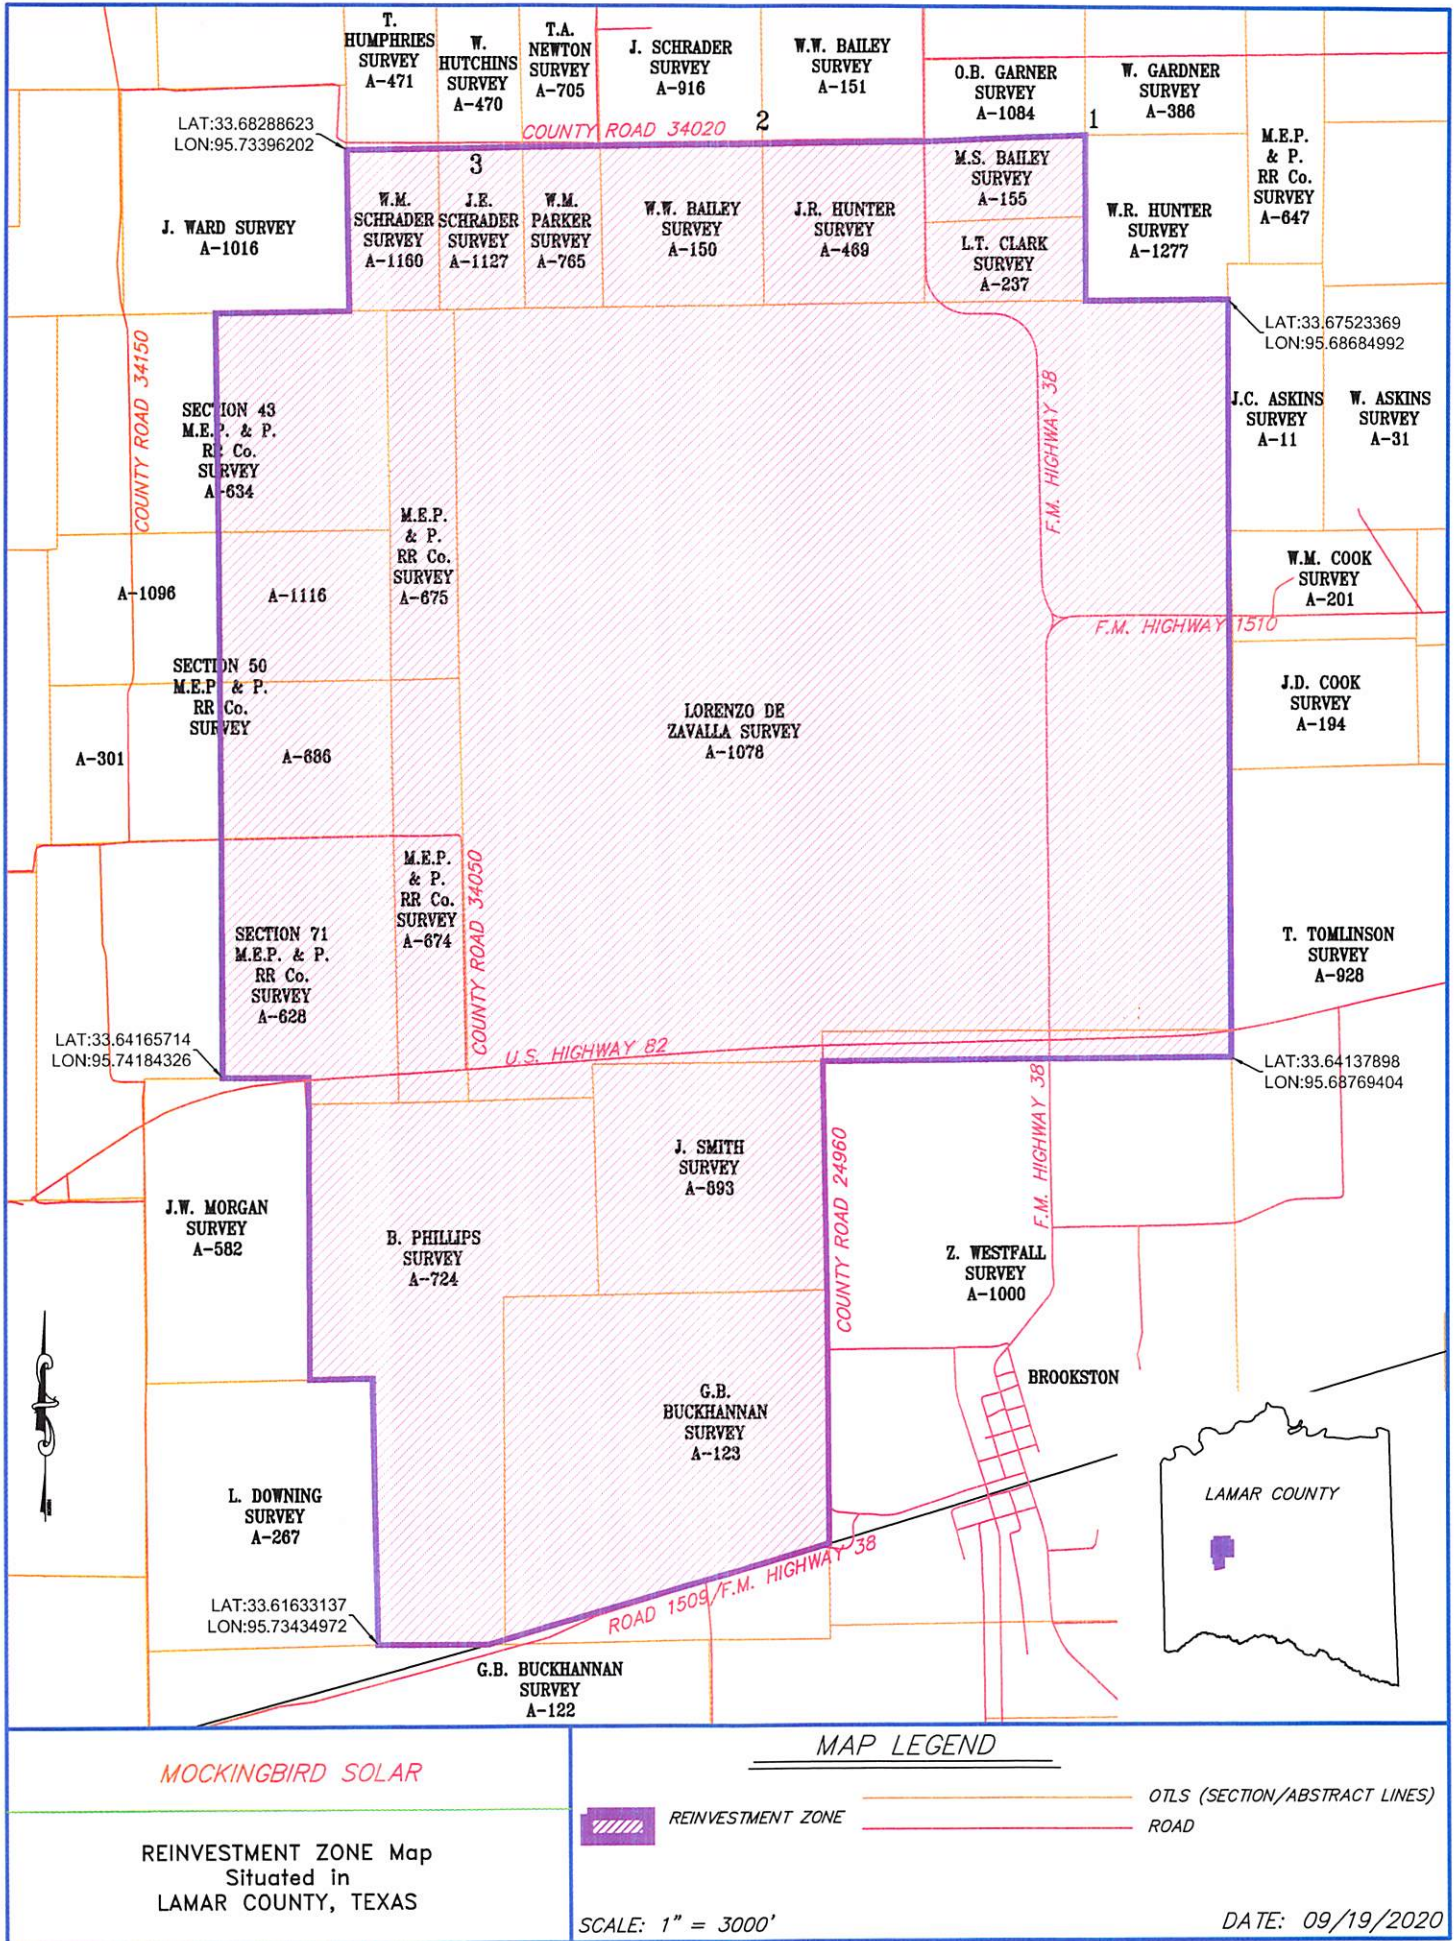 T.
HUMPHRIES
SURVEY
A-471
W.
HUTCHINS
SURVEY
A-470
T.A.
NEWTON
SURVEY
A-705
J. SCHRADER
SURVEY
A-916
W.W. BAILEY
SURVEY
A-151
O.B. GARNER
SURVEY
A-1084
W. GARDNER
SURVEY
A-386
M.E.P.
& P.
RR Co.
SURVEY
A-647
LAT:33.68288623
LON:95.73396202
COUNTY ROAD 34020
2
1
3
J. WARD SURVEY
A-1016
W.M.
SCHRADER
SURVEY
A-1160
J.E.
SCHRADER
SURVEY
A-1127
W.M.
PARKER
SURVEY
A-765
W.W. BAILEY
SURVEY
A-150
J.R. HUNTER
SURVEY
A-469
M.S. BAILEY
SURVEY
A-155
L.T. CLARK
SURVEY
A-237
W.R. HUNTER
SURVEY
A-1277
LAT:33.67523369
LON:95.68684992
COUNTY ROAD 34150
SECTION 43
M.E.P. & P.
RR Co.
SURVEY
A-634
F.M. HIGHWAY 38
J.C. ASKINS
SURVEY
A-11
W. ASKINS
SURVEY
A-31
M.E.P.
& P.
RR Co.
SURVEY
A-675
A-1096
A-1116
W.M. COOK
SURVEY
A-201
F.M. HIGHWAY 1510
SECTION 50
M.E.P. & P.
RR Co.
SURVEY
A-301
A-686
LORENZO DE
ZAVALLA SURVEY
A-1078
J.D. COOK
SURVEY
A-194
M.E.P.
& P.
RR Co.
SURVEY
A-674
COUNTY ROAD 34050
SECTION 71
M.E.P. & P.
RR Co.
SURVEY
A-628
T. TOMLINSON
SURVEY
A-928
LAT:33.64165714
LON:95.74184326
U.S. HIGHWAY 82
LAT:33.64137898
LON:95.68769404
J. SMITH
SURVEY
A-893
COUNTY ROAD 24960
F.M. HIGHWAY 38
J.W. MORGAN
SURVEY
A-582
B. PHILLIPS
SURVEY
A-724
Z. WESTFALL
SURVEY
A-1000
BROOKSTON
G.B.
BUCKHANNAN
SURVEY
A-123
L. DOWNING
SURVEY
A-267
LAMAR COUNTY
LAT:33.61633137
LON:95.73434972
ROAD 1509/F.M. HIGHWAY 38
G.B. BUCKHANNAN
SURVEY
A-122
MOCKINGBIRD SOLAR
REINVESTMENT ZONE Map
Situated in
LAMAR COUNTY, TEXAS
MAP LEGEND
REINVESTMENT ZONE
OTLS (SECTION/ABSTRACT LINES)
ROAD
SCALE: 1" = 3000'
DATE: 09/19/2020